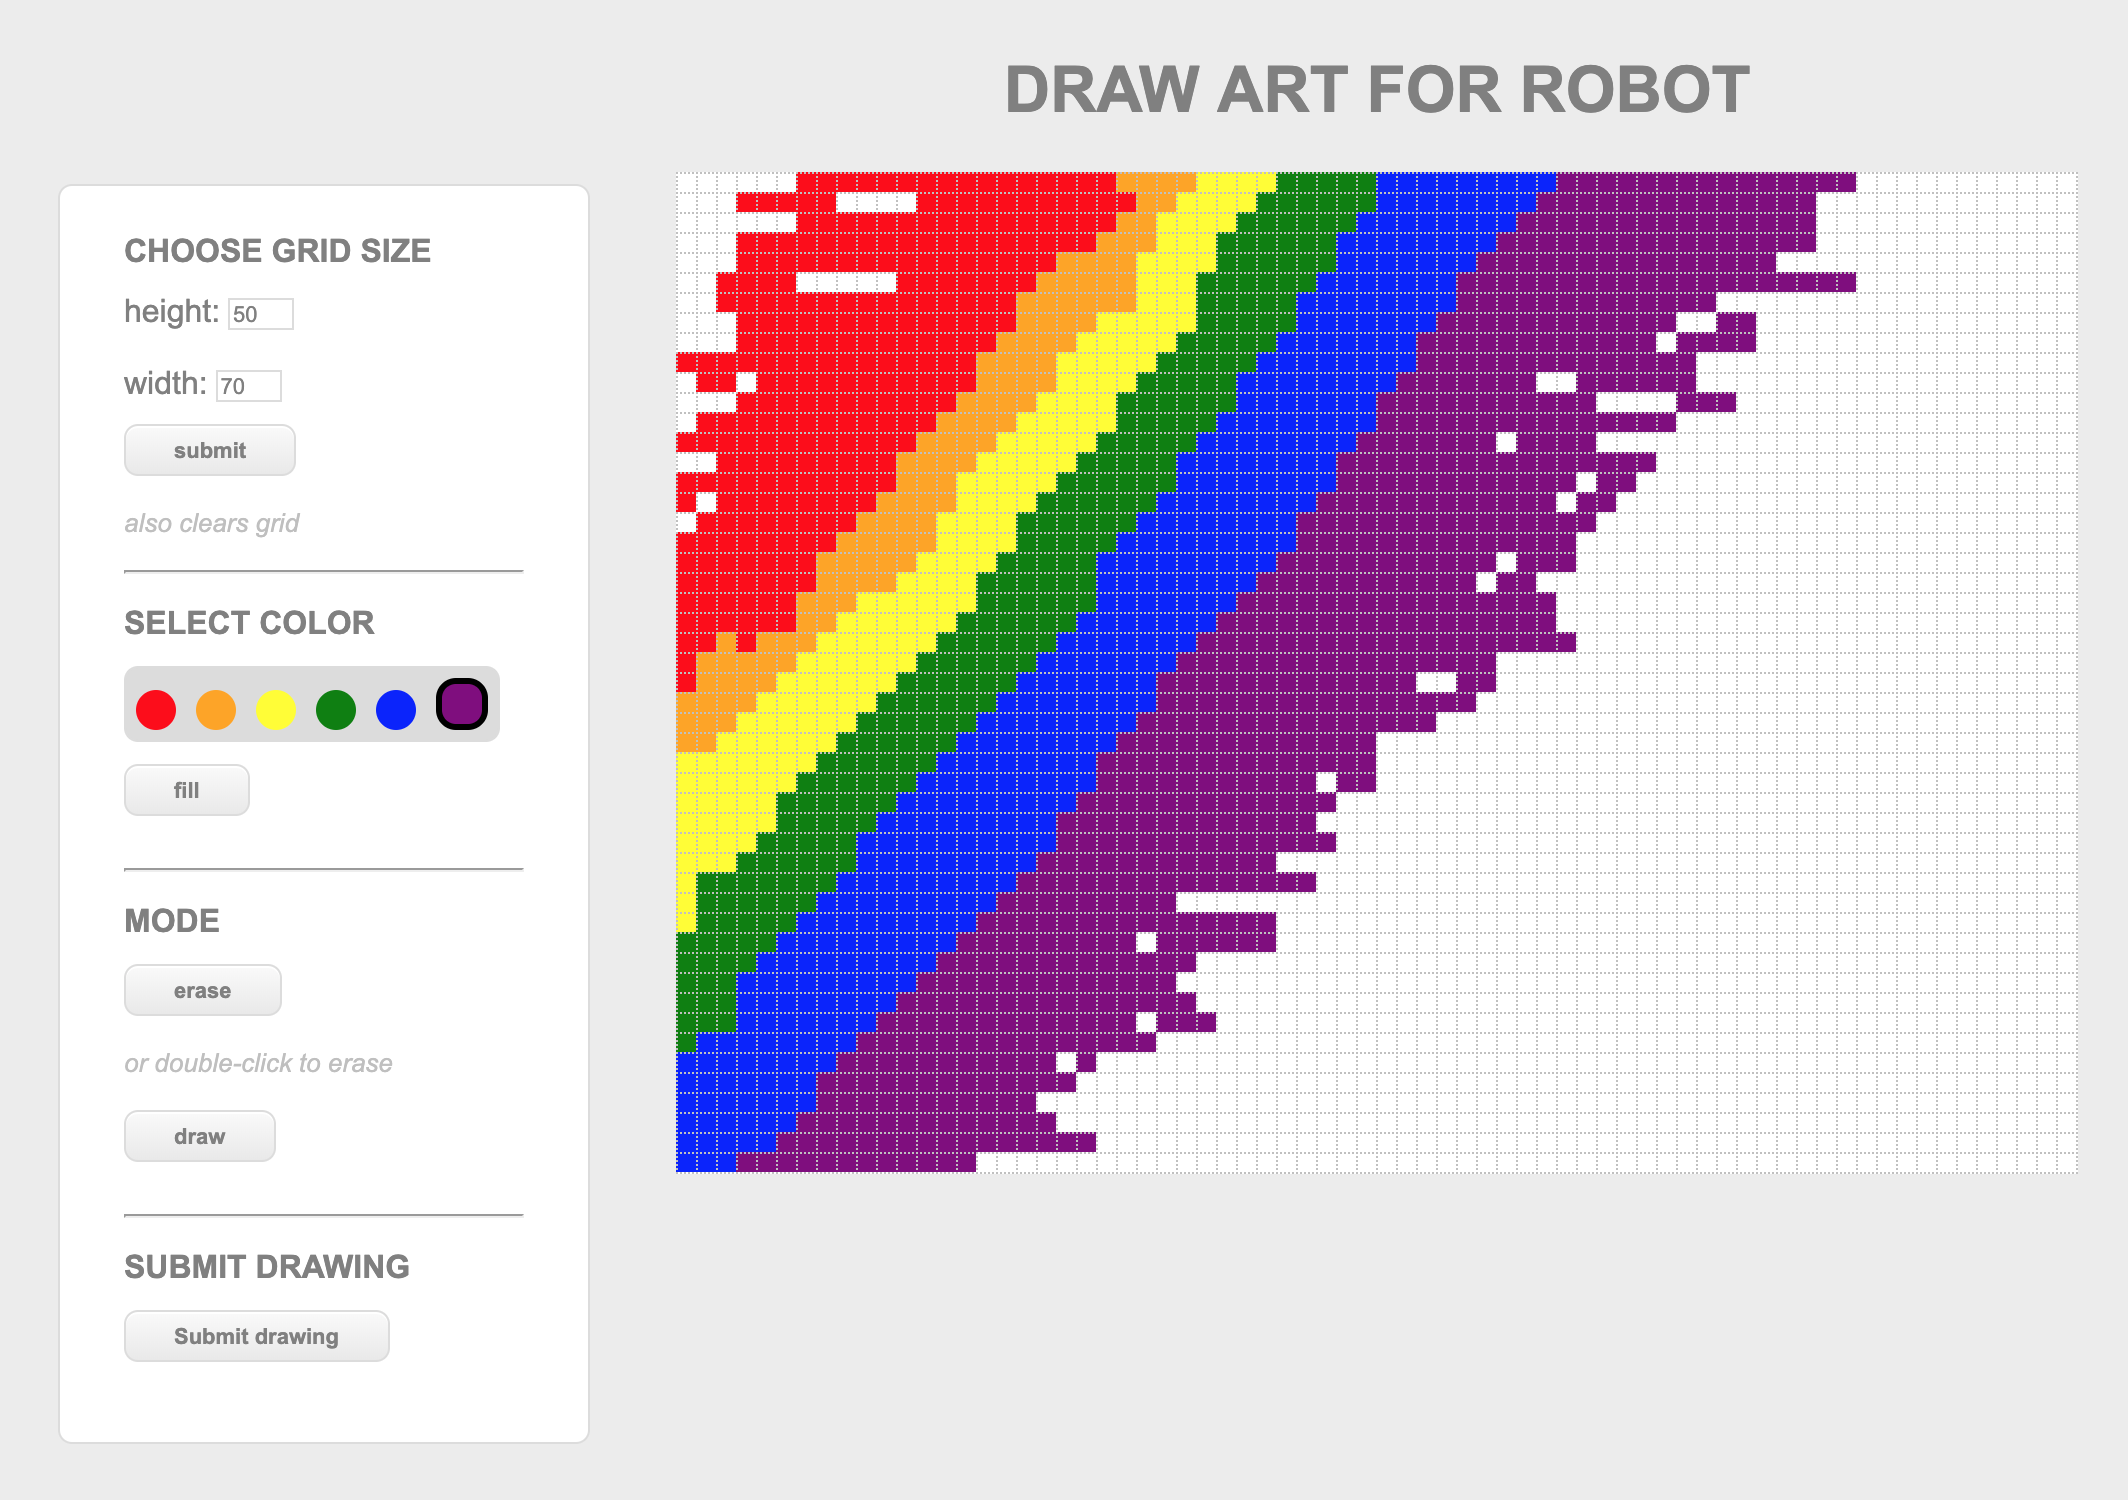 DRAW ART FOR ROBOT
CHOOSE GRID SIZE
height: 50
width: 70
submit
also clears grid
SELECT COLOR
fill
MODE
erase
or double-click to erase
draw
SUBMIT DRAWING
Submit drawing